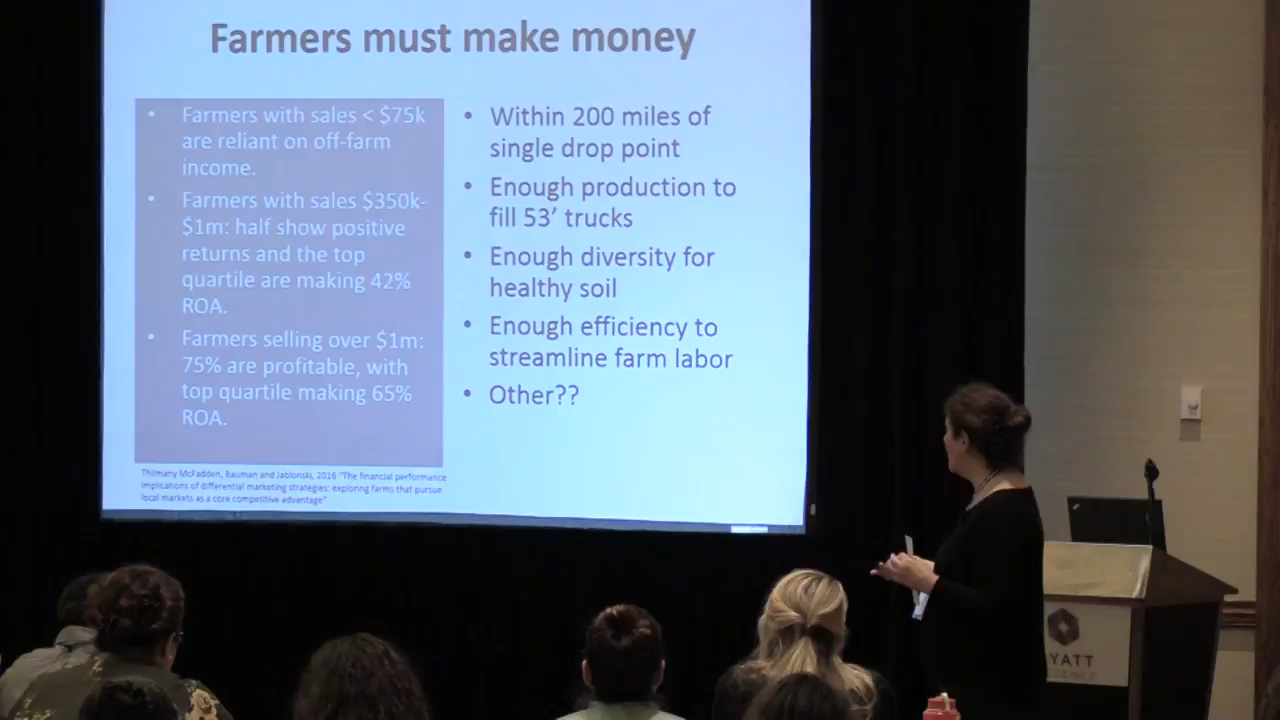 Farmers must make money
• Farmers with sales < $75k
are reliant on off-farm
income.
• Farmers with sales $350k-
$1m: half show positive
returns and the top
quartile are making 42%
ROA.
• Farmers selling over $1m:
75% are profitable, with
top quartile making 65%
ROA.
Thilmany McFadden, Bauman and Jablonski, 2016 "The financial performance
implications of differential marketing strategies: exploring farms that pursue
local markets as a core competitive advantage"
• Within 200 miles of
single drop point
• Enough production to
fill 53' trucks
• Enough diversity for
healthy soil
• Enough efficiency to
streamline farm labor
• Other??
YATT